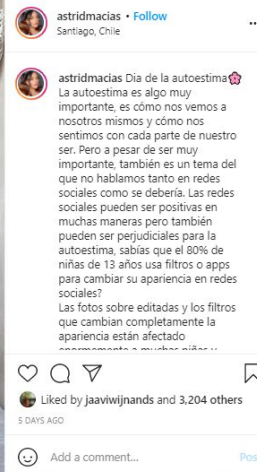 astridmacias • Follow
Santiago, Chile
astridmacias Dia de la autoestima🌸
La autoestima es algo muy
importante, es cómo nos vemos a
nosotros mismos y cómo nos
sentimos con cada parte de nuestro
ser. Pero a pesar de ser muy
importante, también es un tema del
que no hablamos tanto en redes
sociales como se debería. Las redes
sociales pueden ser positivas en
muchas maneras pero también
pueden ser perjudiciales para la
autoestima, sabías que el 80% de
niñas de 13 años usa filtros o apps
para cambiar su apariencia en redes
sociales?
Las fotos sobre editadas y los filtros
que cambian completamente la
apariencia están afectado
enormemente a muchas niñas y
Liked by jaaviwijnands and 3,204 others
5 DAYS AGO
Add a comment...
Pos